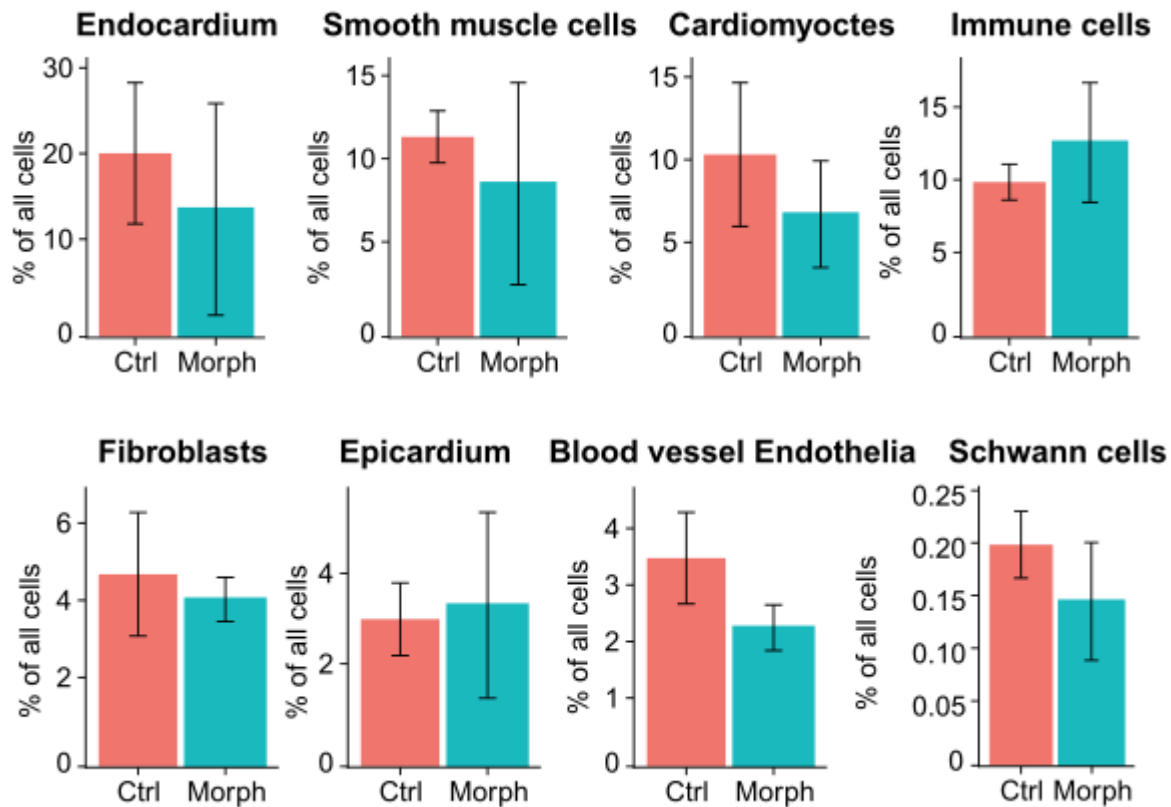 Endocardium
% of all cells
30
20
10
0
Ctrl Morph
Smooth muscle cells
15
10
5
0
Ctrl Morph
Cardiomyoctes
% of all cells
15
10
5
0
Ctrl Morph
Immune cells
% of all cells
15
10
5
0
Ctrl Morph
Fibroblasts
% of all cells
6
4
2
0
Ctrl Morph
Epicardium
% of all cells
4
2
0
Ctrl Morph
Blood vessel Endothelia
% of all cells
4
3
2
1
0
Ctrl Morph
Schwann cells
% of all cells
0.25
0.20
0.15
0.10
0.05
0
Ctrl Morph